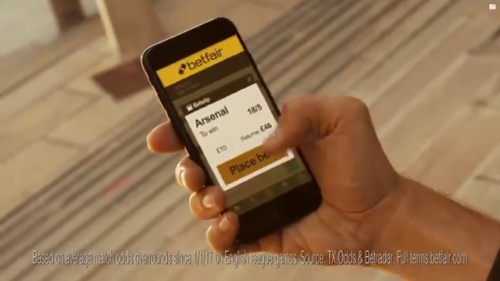 betfair
Betslip
Arsenal 18/5
To win
£10 Returns: £46
Place be
Based on average match odds overrounds since 1/1/17 on English league games. Source: TX Odds & Betradar. Full terms betfair.com